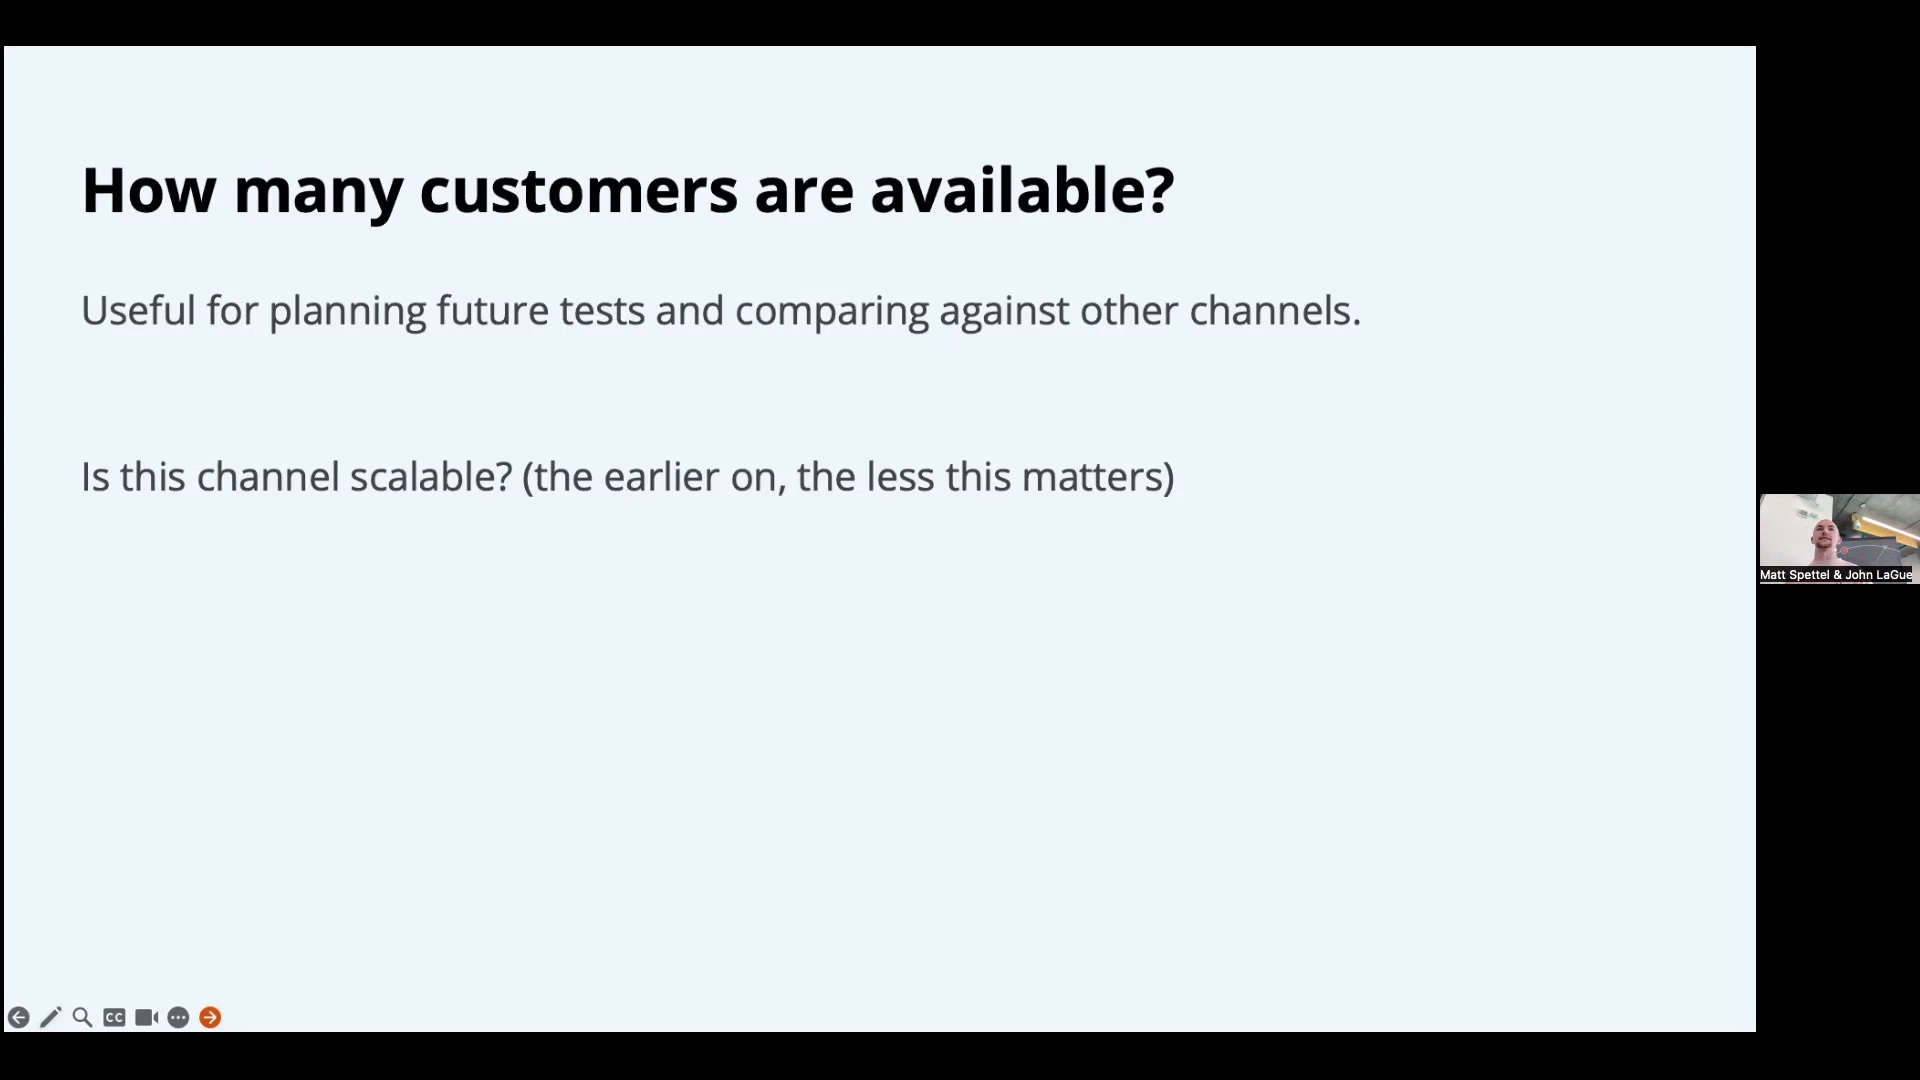 How many customers are available?
Useful for planning future tests and comparing against other channels.
Is this channel scalable? (the earlier on, the less this matters)
Matt Spettel & John LaGue
CC